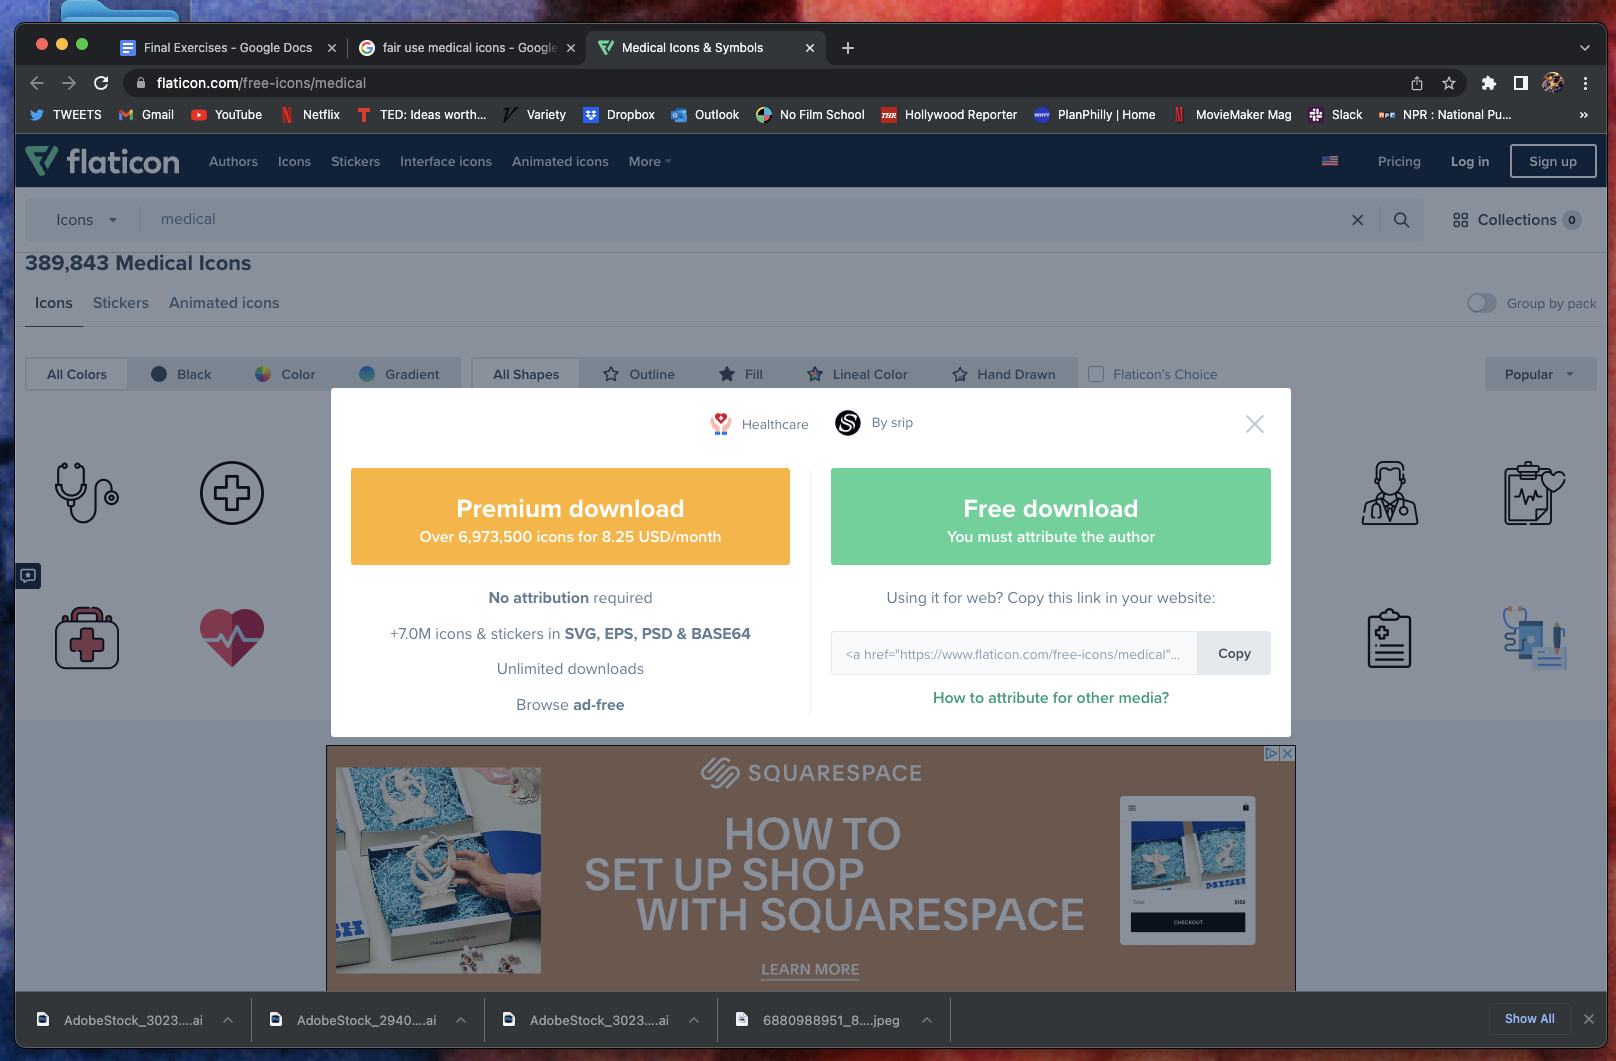 Final Exercises - Google Docs
fair use medical icons - Google
Medical Icons & Symbols
flaticon.com/free-icons/medical
TWEETS
Gmail
YouTube
Netflix
TED: Ideas worth...
Variety
Dropbox
Outlook
No Film School
THR
Hollywood Reporter
WHYY
PlanPhilly | Home
MovieMaker Mag
Slack
npr
NPR : National Pu...
»
flaticon
Authors
Icons
Stickers
Interface icons
Animated icons
More
Pricing
Log in
Sign up
Icons
medical
Collections 0
389,843 Medical Icons
Icons
Stickers
Animated icons
Group by pack
All Colors
Black
Color
Gradient
All Shapes
Outline
Fill
Lineal Color
Hand Drawn
Flaticon's Choice
Popular
Healthcare
S
By srip
Premium download
Over 6,973,500 icons for 8.25 USD/month
No attribution required
+7.0M icons & stickers in SVG, EPS, PSD & BASE64
Unlimited downloads
Browse ad-free
Free download
You must attribute the author
Using it for web? Copy this link in your website:
<a href="https://www.flaticon.com/free-icons/medical"...
Copy
How to attribute for other media?
SQUARESPACE
HOW TO
SET UP SHOP
WITH SQUARESPACE
LEARN MORE
Total
$150
CHECKOUT
AdobeStock_3023....ai
AdobeStock_2940....ai
AdobeStock_3023....ai
6880988951_8....jpeg
Show All